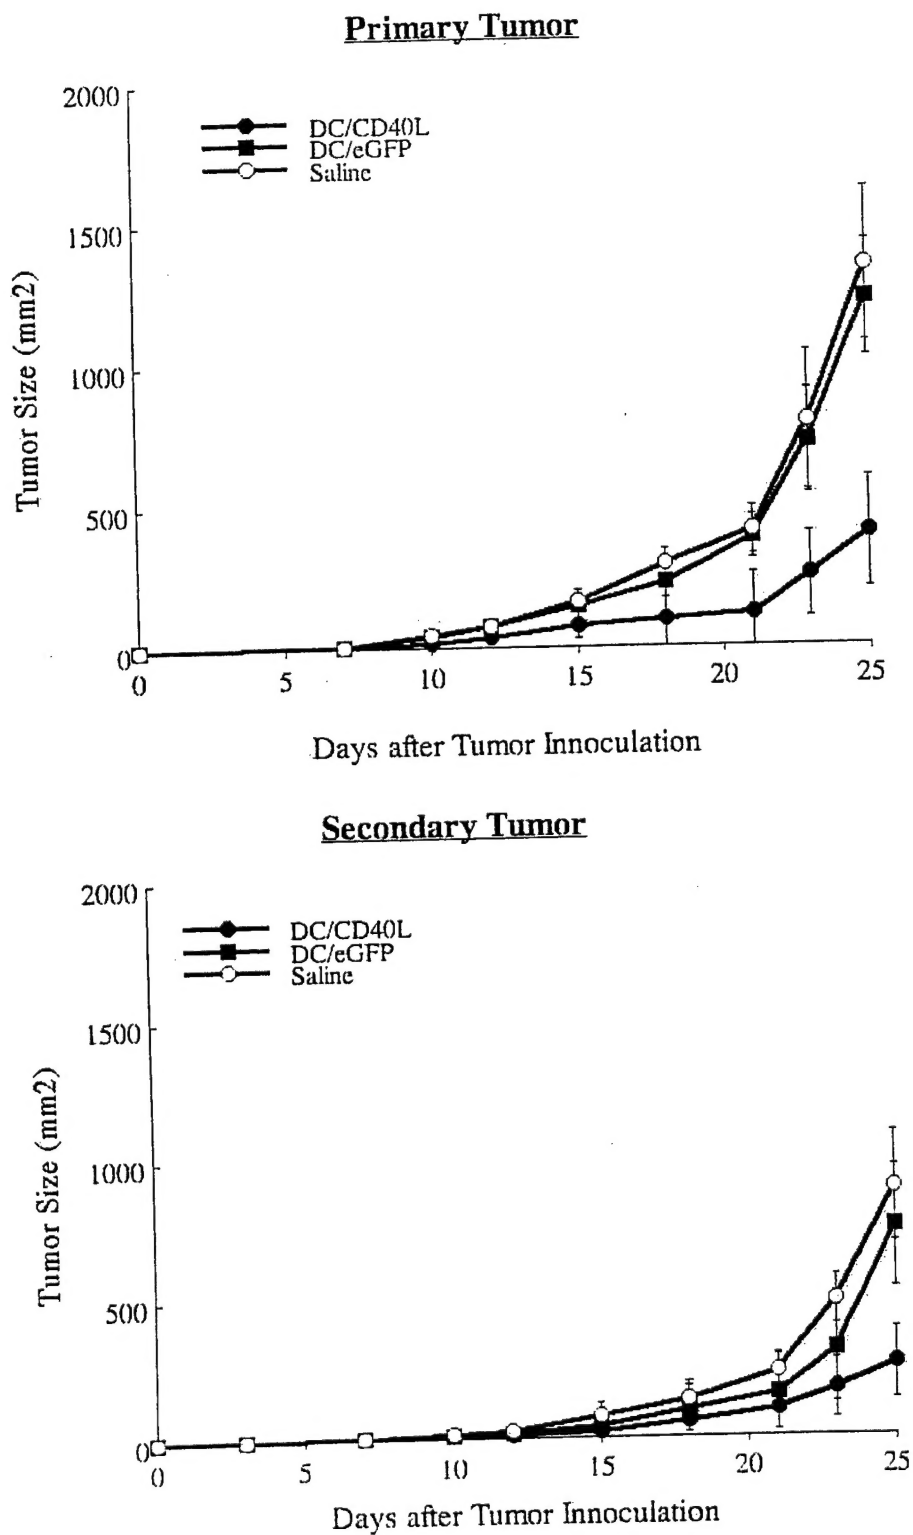 Primary Tumor
2000
1500
1000
500
0
DC/CD40L
DC/eGFP
Saline
Tumor Size (mm2)
0 5 10 15 20 25
Days after Tumor Innoculation
Secondary Tumor
2000
1500
1000
500
0
DC/CD40L
DC/eGFP
Saline
Tumor Size (mm2)
0 5 10 15 20 25
Days after Tumor Innoculation